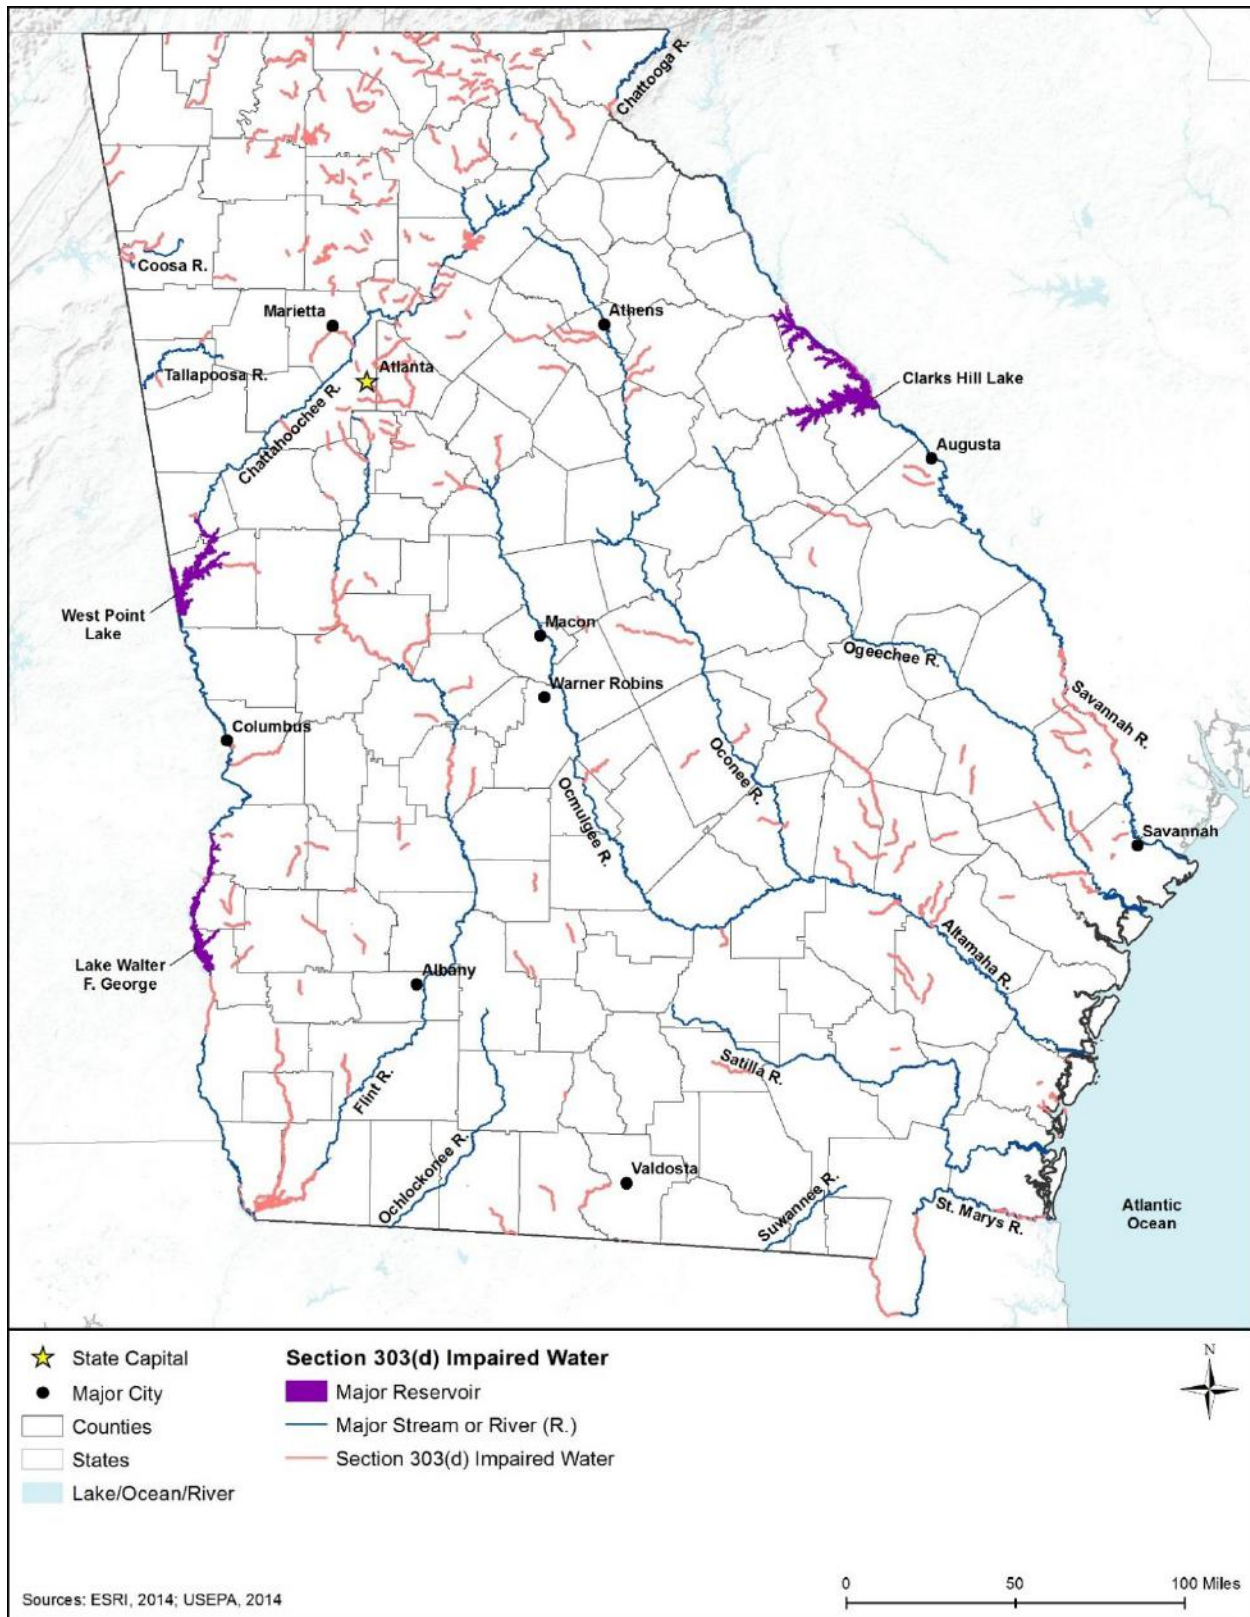 Chattooga R.
Coosa R.
Marietta
Athens
Tallapoosa R.
Atlanta
Clarks Hill Lake
Chattahoochee R.
Augusta
West Point
Lake
Macon
Ogeechee R.
Warner Robins
Savannah R.
Columbus
Oconee R.
Ocmulgee R.
Savannah
Altamaha R.
Lake Walter
F. George
Albany
Satilla R.
Flint R.
Ochlockonee R.
Valdosta
Suwannee R.
St. Marys R.
Atlantic
Ocean
State Capital
Major City
Counties
States
Lake/Ocean/River
Section 303(d) Impaired Water
Major Reservoir
Major Stream or River (R.)
Section 303(d) Impaired Water
N
Sources: ESRI, 2014; USEPA, 2014
0 50 100 Miles